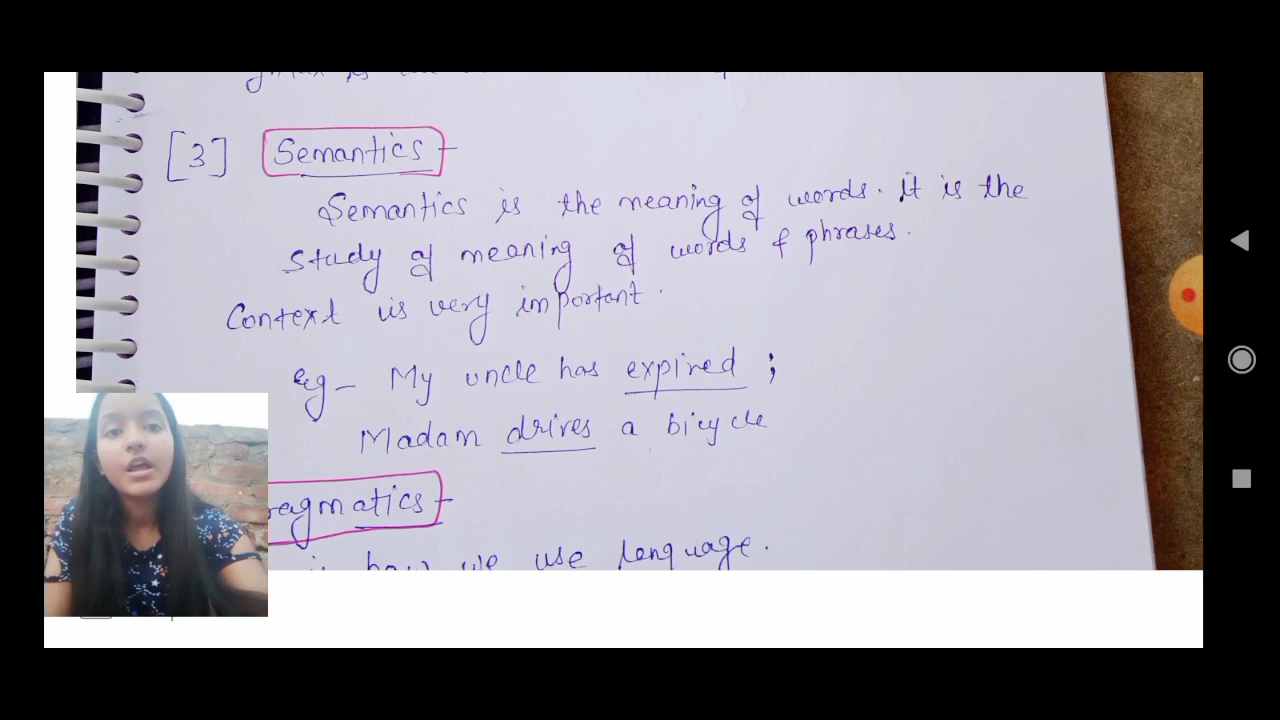 [3] Semantics -
Semantics is the meaning of words. it is the
study of meaning of words & phrases.
Context is very important.
eg - My uncle has expired ;
Madam drives a bicycle
ragmatics -
how we use language.